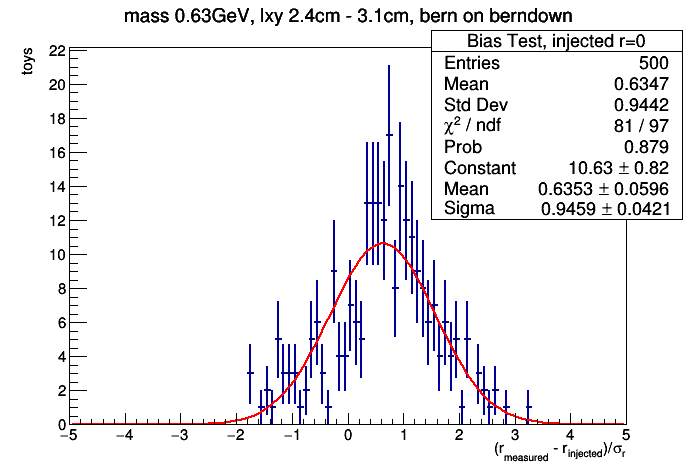 mass 0.63GeV, lxy 2.4cm - 3.1cm, bern on berndown
Bias Test, injected r=0
Entries 500
Mean 0.6347
Std Dev 0.9442
χ² / ndf 81 / 97
Prob 0.879
Constant 10.63 ± 0.82
Mean 0.6353 ± 0.0596
Sigma 0.9459 ± 0.0421
toys
22
20
18
16
14
12
10
8
6
4
2
0
−5 −4 −3 −2 −1 0 1 2 3 4 5
(r_measured - r_injected)/σ_r